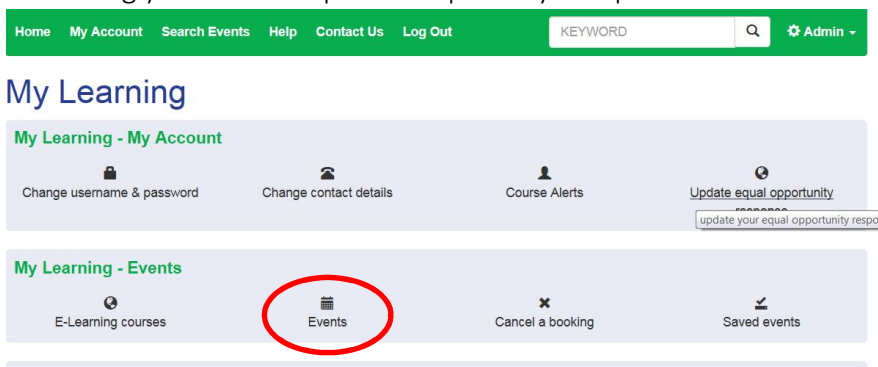 Home My Account Search Events Help Contact Us Log Out KEYWORD Admin
My Learning
My Learning - My Account
Change username & password Change contact details Course Alerts Update equal opportunity
update your equal opportunity respo
My Learning - Events
E-Learning courses Events Cancel a booking Saved events